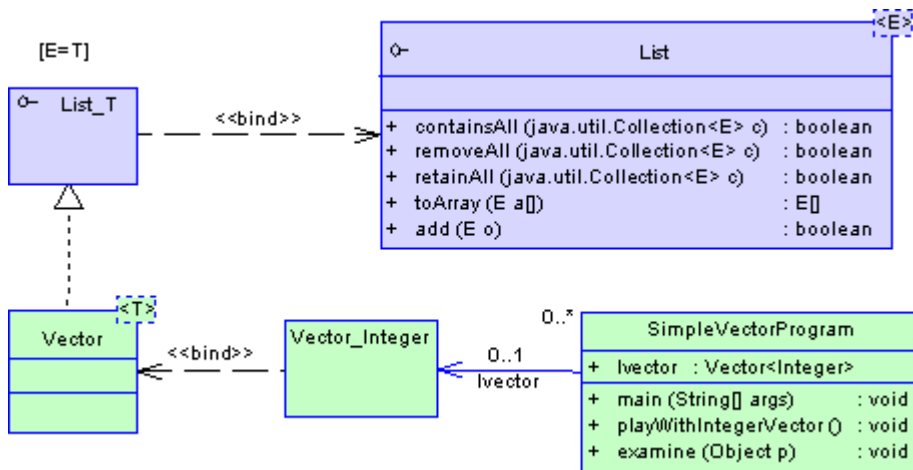 <E>
[E=T]
List
List_T
<<bind>>
+ containsAll (java.util.Collection<E> c) : boolean
+ removeAll (java.util.Collection<E> c) : boolean
+ retainAll (java.util.Collection<E> c) : boolean
+ toArray (E a[]) : E[]
+ add (E o) : boolean
<T>
Vector
<<bind>>
Vector_Integer
0..*
0..1
lvector
SimpleVectorProgram
+ lvector : Vector<Integer>
+ main (String[] args) : void
+ playWithIntegerVector () : void
+ examine (Object p) : void